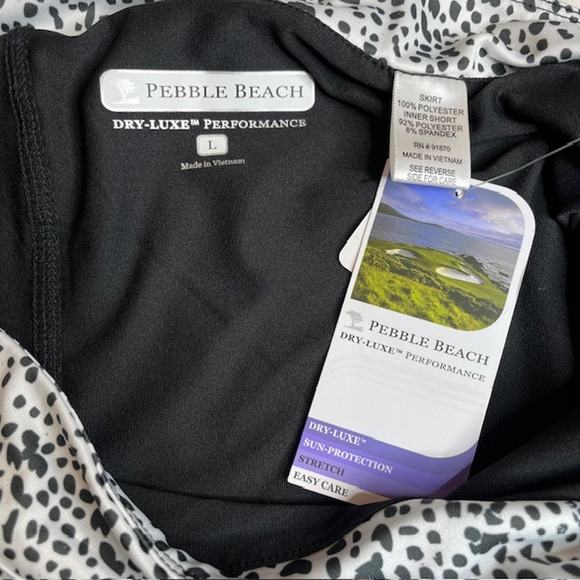 PEBBLE BEACH
DRY-LUXE™ PERFORMANCE
L
Made in Vietnam
SKIRT
100% POLYESTER
INNER SHORT
92% POLYESTER
8% SPANDEX
RN # 91870
MADE IN VIETNAM
SEE REVERSE
SIDE FOR CARE
PEBBLE BEACH
DRY-LUXE™ PERFORMANCE
DRY-LUXE™
SUN-PROTECTION
STRETCH
EASY CARE